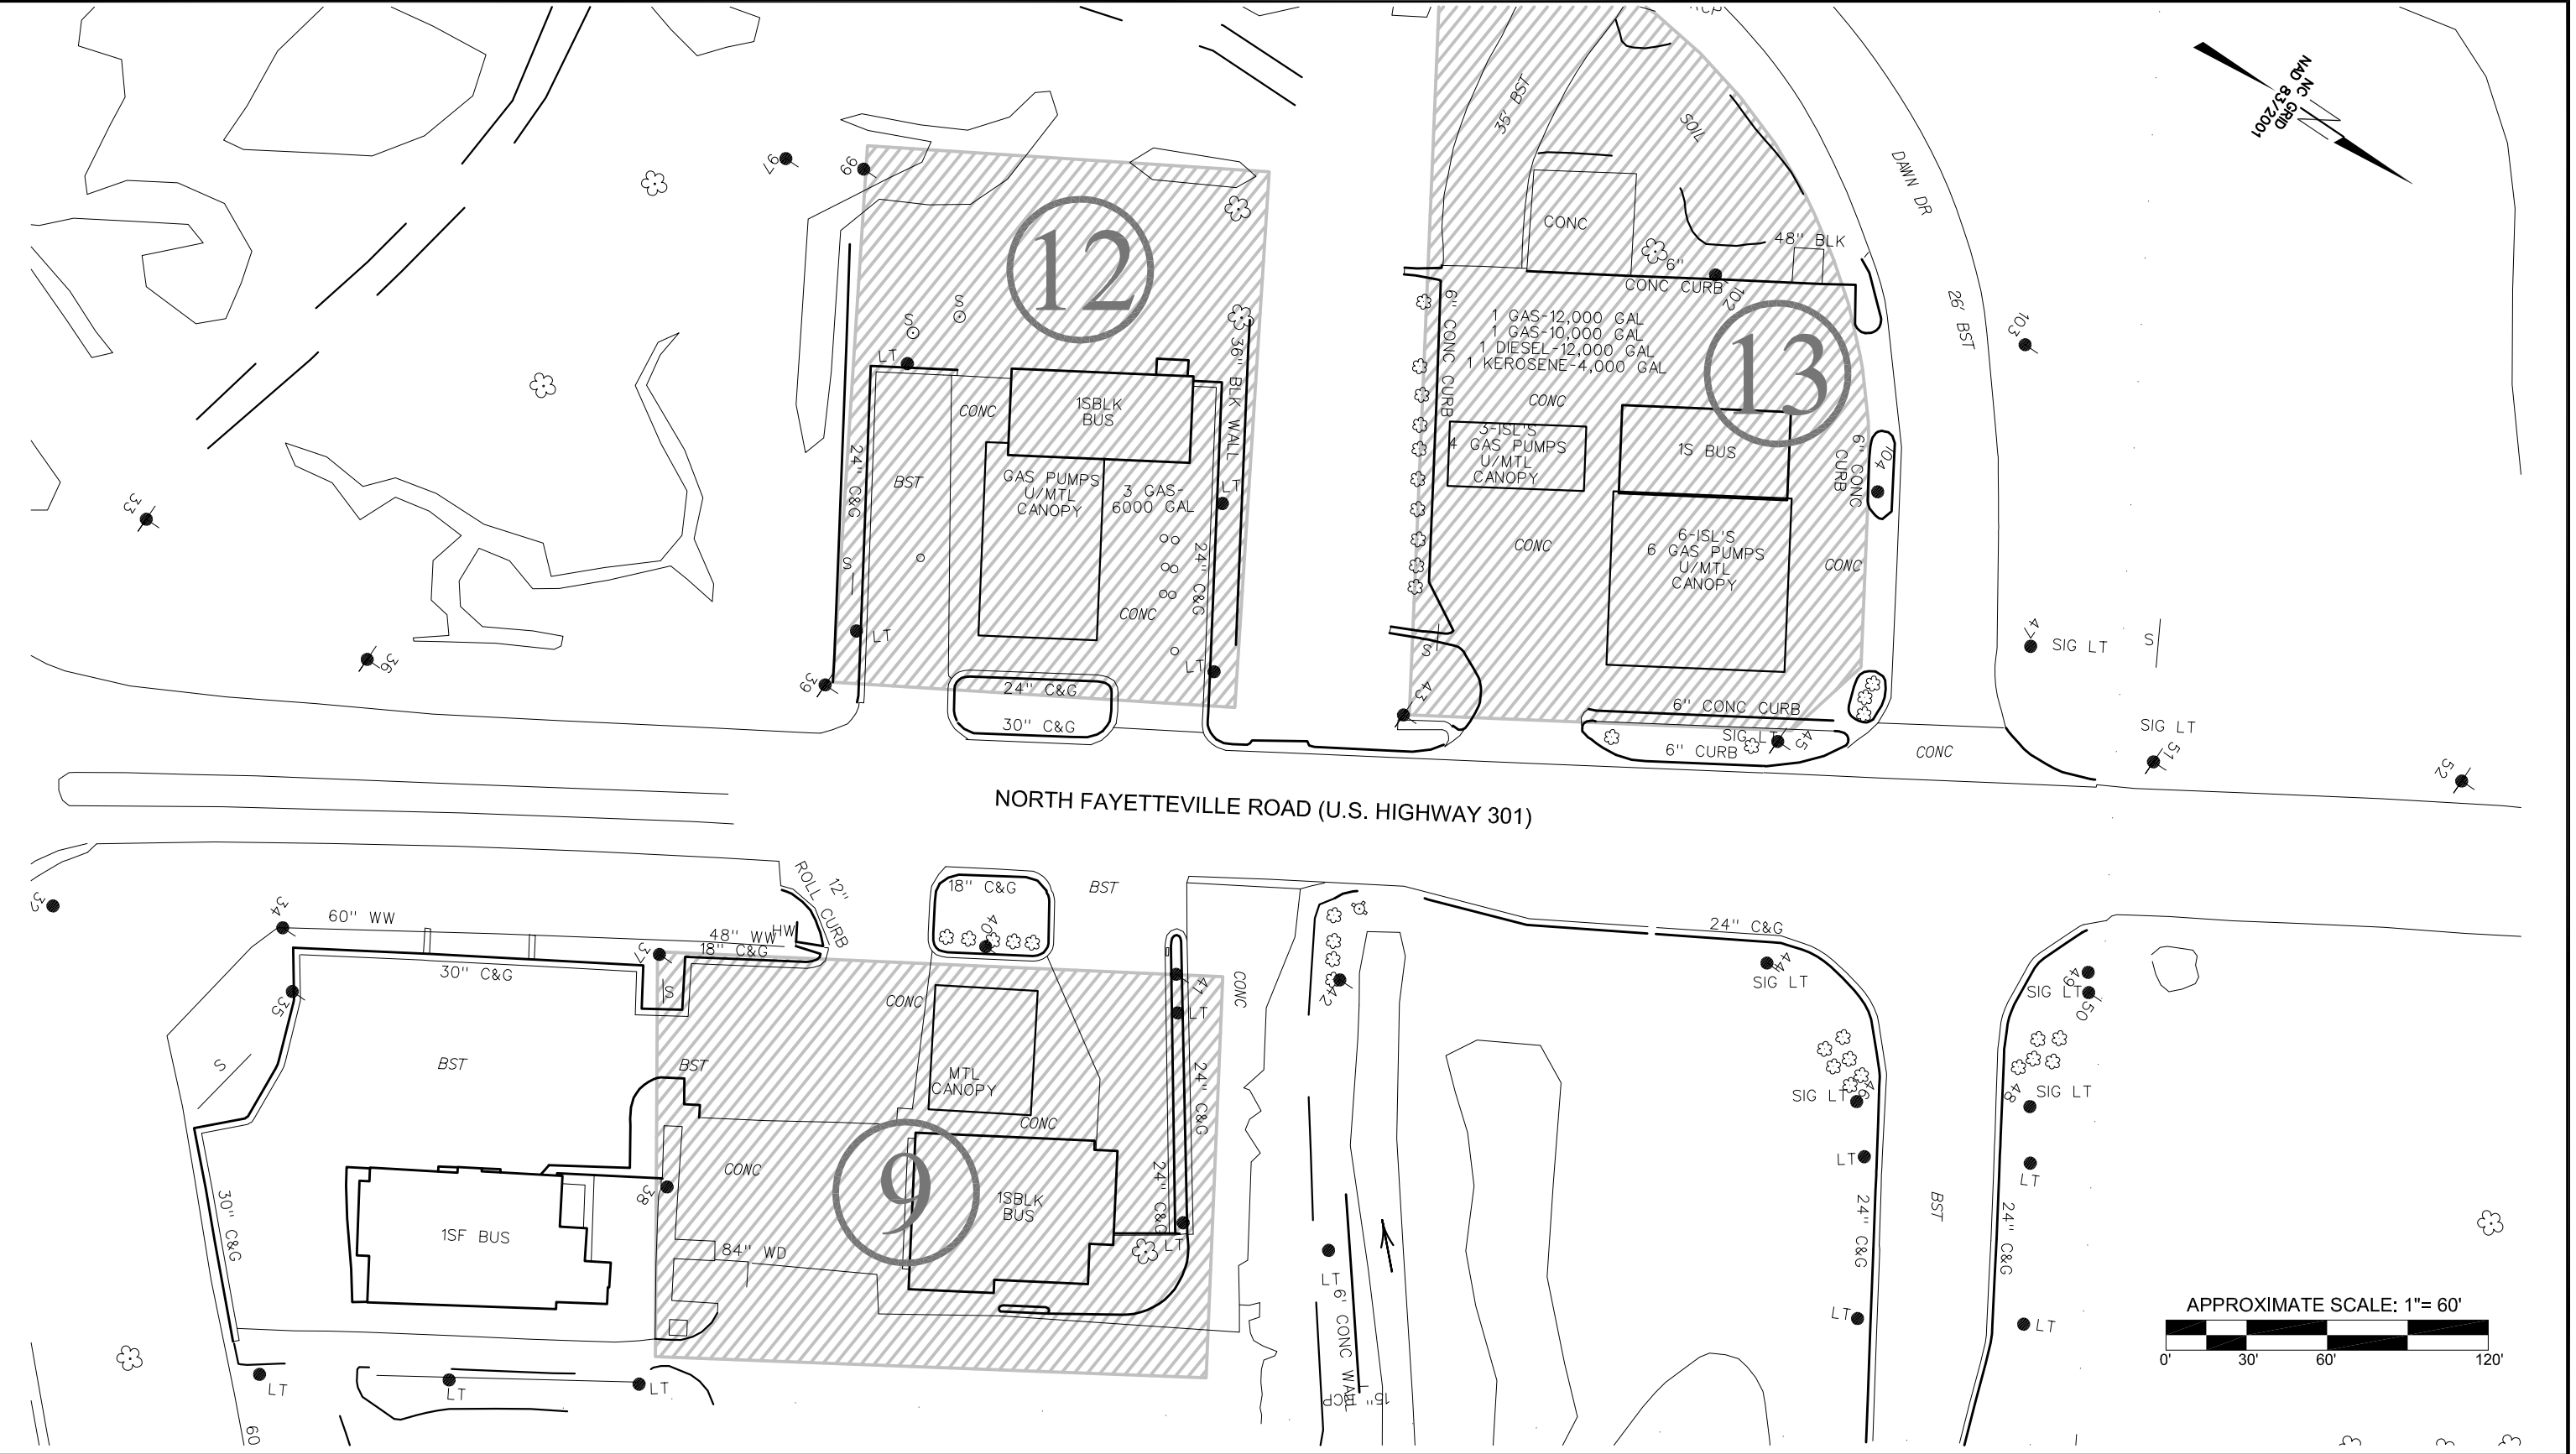 RCP
NC GRID
NAD 83/2001
35' BST
SOIL
DAWN DR
97
99
12
CONC
48" BLK
6"
CONC CURB
102
26' BST
103
S
S
LT
36" BLK WALL
6" CONC CURB
1 GAS-12,000 GAL
1 GAS-10,000 GAL
1 DIESEL-12,000 GAL
1 KEROSENE-4,000 GAL
13
CONC
1SBLK
BUS
CONC
3-ISL'S
4 GAS PUMPS
U/MTL
CANOPY
1S BUS
6" CONC
CURB
104
24" C&G
BST
GAS PUMPS
U/MTL
CANOPY
3 GAS-
6000 GAL
LT
33
CONC
6-ISL'S
6 GAS PUMPS
U/MTL
CANOPY
CONC
S
24" C&G
CONC
LT
36
39
LT
24" C&G
30" C&G
S
43
47
SIG LT
S
6" CONC CURB
SIG LT
45
6" CURB
CONC
SIG LT
51
52
NORTH FAYETTEVILLE ROAD (U.S. HIGHWAY 301)
32
34
60" WW
12"
ROLL CURB
HW
48" WW
18" C&G
37
30" C&G
18" C&G
40
BST
24" C&G
44
SIG LT
49
SIG LT
50
35
S
CONC
41
LT
CONC
42
S
BST
BST
MTL
CANOPY
CONC
24" C&G
46
SIG LT
48
SIG LT
9
CONC
38
1SBLK
BUS
24" C&G
LT
LT
LT
30" C&G
1SF BUS
84" WD
24" C&G
BST
24" C&G
LT
6' CONC WALL
LT
LT
APPROXIMATE SCALE: 1"= 60'
0'
30'
60'
120'
LT
LT
LT
15" RCP
60